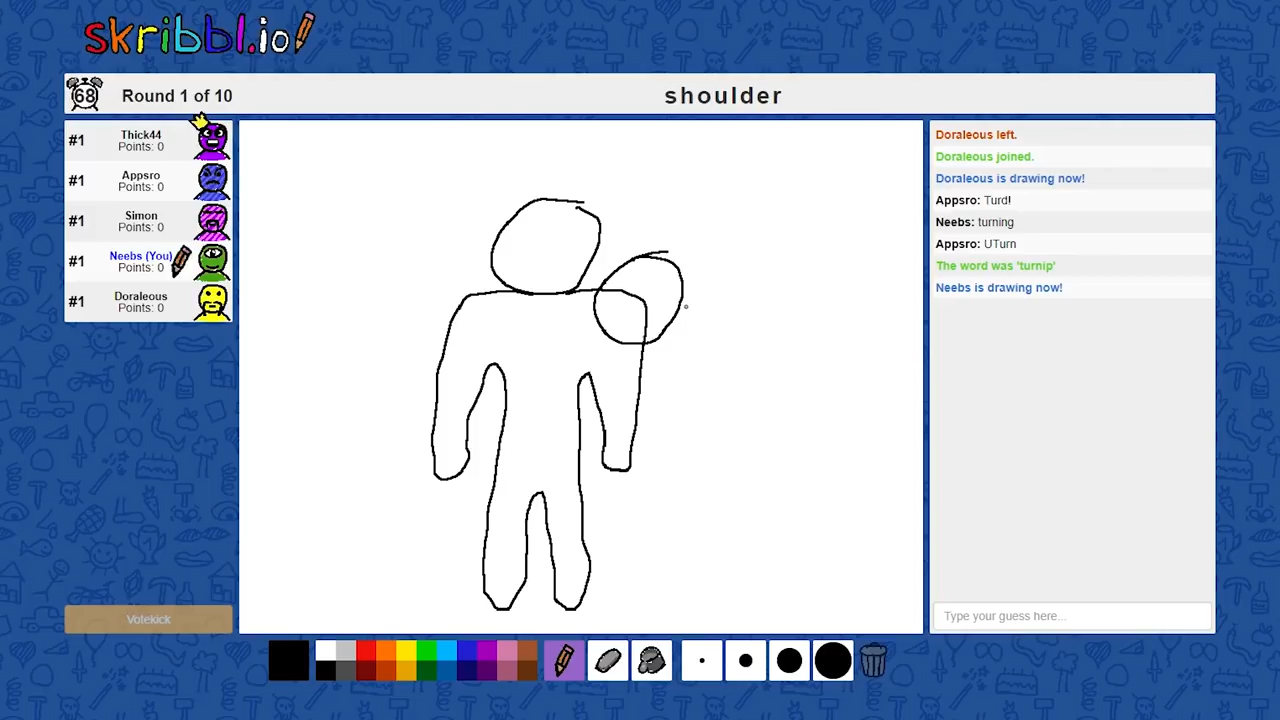 skribbl.io
68
Round 1 of 10
shoulder
#1
Thick44
Points: 0
#1
Appsro
Points: 0
#1
Simon
Points: 0
#1
Neebs (You)
Points: 0
#1
Doraleous
Points: 0
Votekick
Doraleous left.
Doraleous joined.
Doraleous is drawing now!
Appsro: Turd!
Neebs: turning
Appsro: UTurn
The word was 'turnip'
Neebs is drawing now!
Type your guess here...